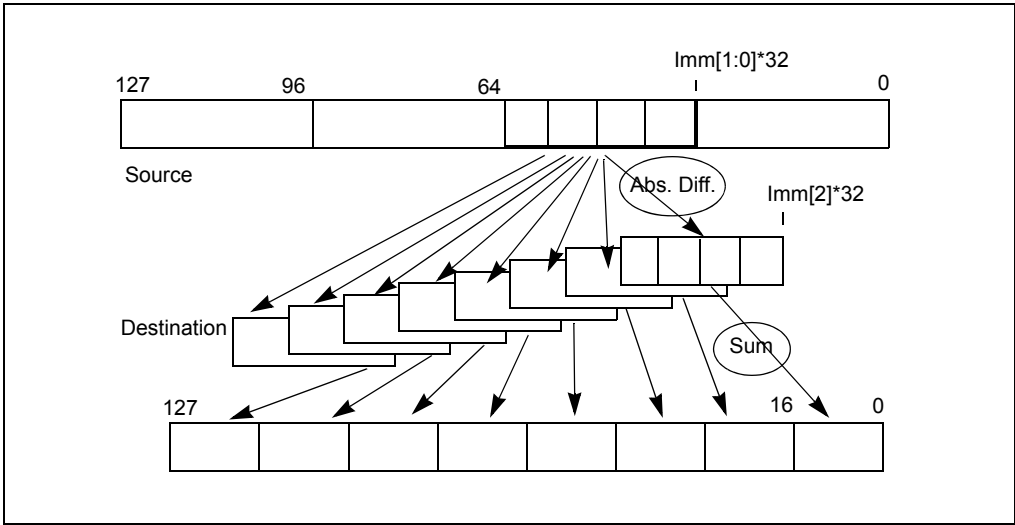 Imm[1:0]*32
127 96 64 0
Source
Abs. Diff.
Imm[2]*32
Destination
Sum
127 16 0